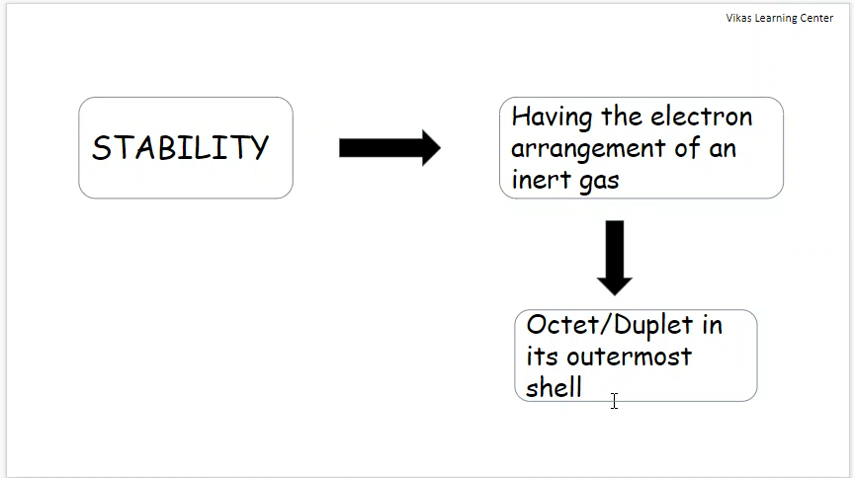 Vikas Learning Center
STABILITY
Having the electron
arrangement of an
inert gas
Octet/Duplet in
its outermost
shell